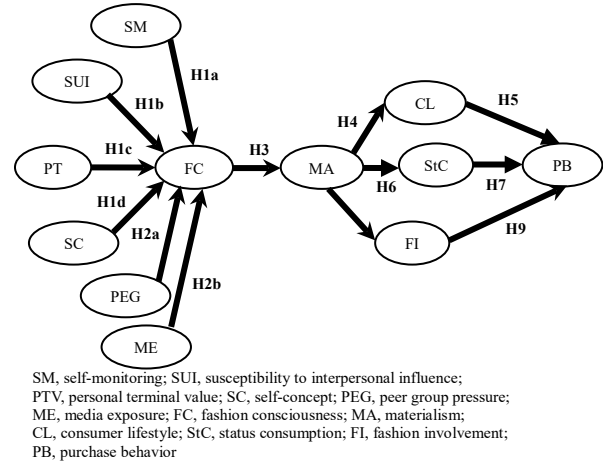 SM
H1a
SUI
H1b
CL
H5
H4
PT
H1c
FC
H3
MA
StC
PB
H6
H7
H1d
SC
H2a
FI
H9
PEG
H2b
ME
SM, self-monitoring; SUI, susceptibility to interpersonal influence;
PTV, personal terminal value; SC, self-concept; PEG, peer group pressure;
ME, media exposure; FC, fashion consciousness; MA, materialism;
CL, consumer lifestyle; StC, status consumption; FI, fashion involvement;
PB, purchase behavior